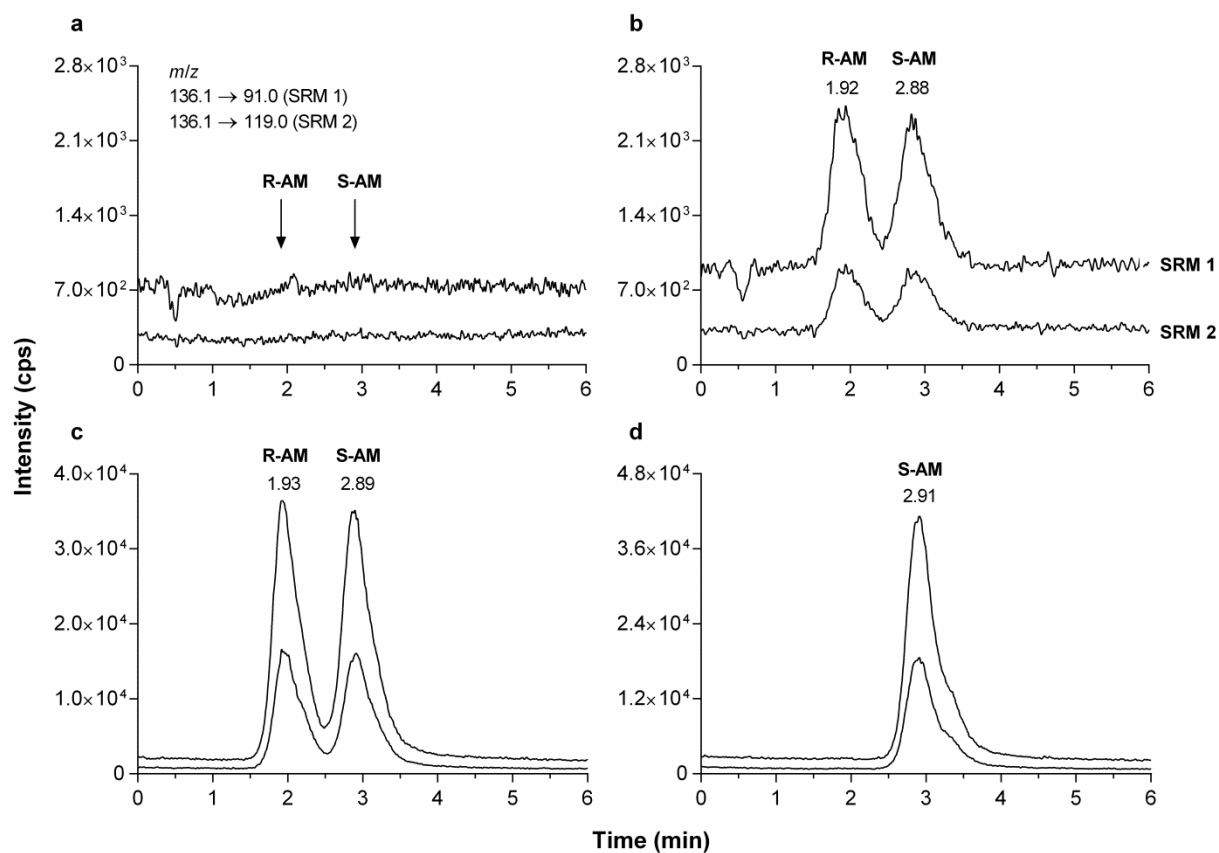 a
2.8×10³
2.1×10³
1.4×10³
7.0×10²
0
m/z
136.1 → 91.0 (SRM 1)
136.1 → 119.0 (SRM 2)
R-AM S-AM
0 1 2 3 4 5 6
b
2.8×10³
2.1×10³
1.4×10³
7.0×10²
0
R-AM S-AM
1.92 2.88
SRM 1
SRM 2
0 1 2 3 4 5 6
Intensity (cps)
c
4.0×10⁴
3.0×10⁴
2.0×10⁴
1.0×10⁴
0
R-AM S-AM
1.93 2.89
0 1 2 3 4 5 6
d
4.8×10⁴
3.6×10⁴
2.4×10⁴
1.2×10⁴
0
S-AM
2.91
0 1 2 3 4 5 6
Time (min)